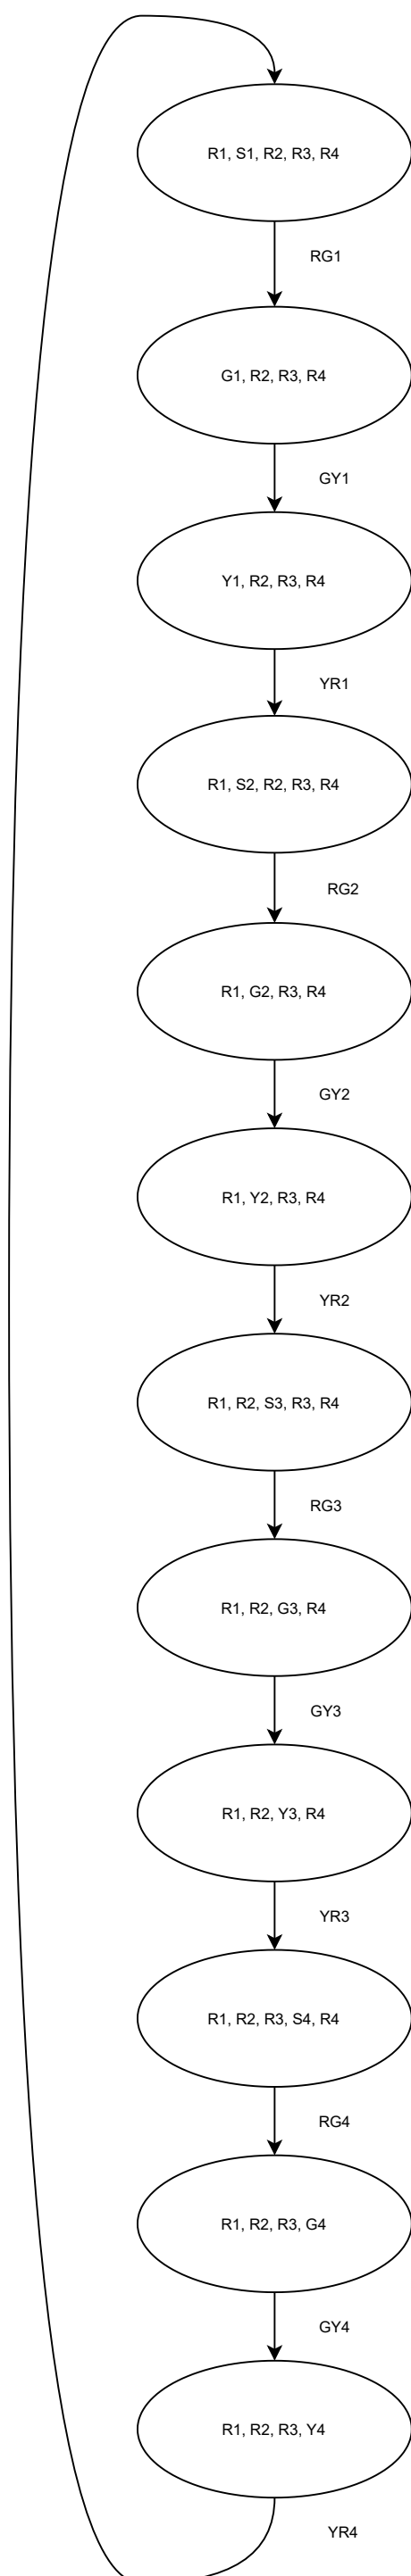 R1, S1, R2, R3, R4
RG1
G1, R2, R3, R4
GY1
Y1, R2, R3, R4
YR1
R1, S2, R2, R3, R4
RG2
R1, G2, R3, R4
GY2
R1, Y2, R3, R4
YR2
R1, R2, S3, R3, R4
RG3
R1, R2, G3, R4
GY3
R1, R2, Y3, R4
YR3
R1, R2, R3, S4, R4
RG4
R1, R2, R3, G4
GY4
R1, R2, R3, Y4
YR4